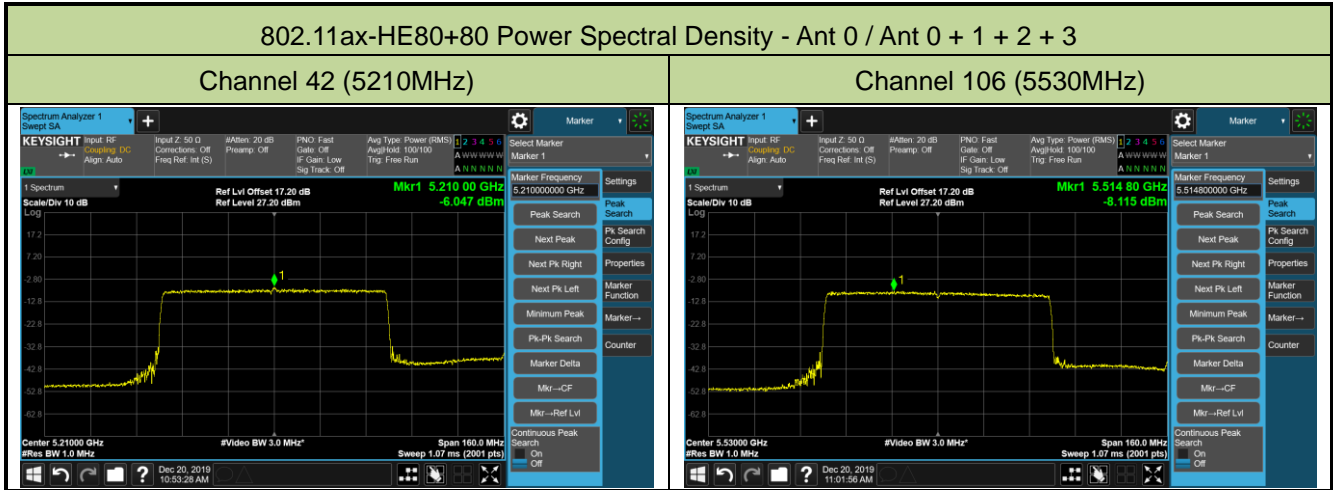 802.11ax-HE80+80 Power Spectral Density - Ant 0 / Ant 0 + 1 + 2 + 3
Channel 42 (5210MHz)
Channel 106 (5530MHz)
Spectrum Analyzer 1
Swept SA
+
Marker
KEYSIGHT
Input: RF
Coupling: DC
Align: Auto
Input Z: 50 Ω
Corrections: Off
Freq Ref: Int (S)
#Atten: 20 dB
Preamp: Off
PNO: Fast
Gate: Off
IF Gain: Low
Sig Track: Off
Avg Type: Power (RMS)
Avg|Hold: 100/100
Trig: Free Run
1 2 3 4 5 6
A W W W W W
A N N N N N
Select Marker
Marker 1
1 Spectrum
Scale/Div 10 dB
Log
Ref Lvl Offset 17.20 dB
Ref Level 27.20 dBm
Mkr1 5.210 00 GHz
-6.047 dBm
17.2
7.20
-2.80
-12.8
-22.8
-32.8
-42.8
-52.8
-62.8
1
Center 5.21000 GHz
#Res BW 1.0 MHz
#Video BW 3.0 MHz*
Span 160.0 MHz
Sweep 1.07 ms (2001 pts)
Marker Frequency
5.210000000 GHz
Peak Search
Next Peak
Next Pk Right
Next Pk Left
Minimum Peak
Pk-Pk Search
Marker Delta
Mkr→CF
Mkr→Ref Lvl
Continuous Peak
Search
On
Off
Settings
Peak
Search
Pk Search
Config
Properties
Marker
Function
Marker→
Counter
?
Dec 20, 2019
10:53:28 AM
Spectrum Analyzer 1
Swept SA
+
Marker
KEYSIGHT
Input: RF
Coupling: DC
Align: Auto
Input Z: 50 Ω
Corrections: Off
Freq Ref: Int (S)
#Atten: 20 dB
Preamp: Off
PNO: Fast
Gate: Off
IF Gain: Low
Sig Track: Off
Avg Type: Power (RMS)
Avg|Hold: 100/100
Trig: Free Run
1 2 3 4 5 6
A W W W W W
A N N N N N
Select Marker
Marker 1
1 Spectrum
Scale/Div 10 dB
Log
Ref Lvl Offset 17.20 dB
Ref Level 27.20 dBm
Mkr1 5.514 80 GHz
-8.115 dBm
17.2
7.20
-2.80
-12.8
-22.8
-32.8
-42.8
-52.8
-62.8
1
Center 5.53000 GHz
#Res BW 1.0 MHz
#Video BW 3.0 MHz*
Span 160.0 MHz
Sweep 1.07 ms (2001 pts)
Marker Frequency
5.514800000 GHz
Peak Search
Next Peak
Next Pk Right
Next Pk Left
Minimum Peak
Pk-Pk Search
Marker Delta
Mkr→CF
Mkr→Ref Lvl
Continuous Peak
Search
On
Off
Settings
Peak
Search
Pk Search
Config
Properties
Marker
Function
Marker→
Counter
?
Dec 20, 2019
11:01:56 AM